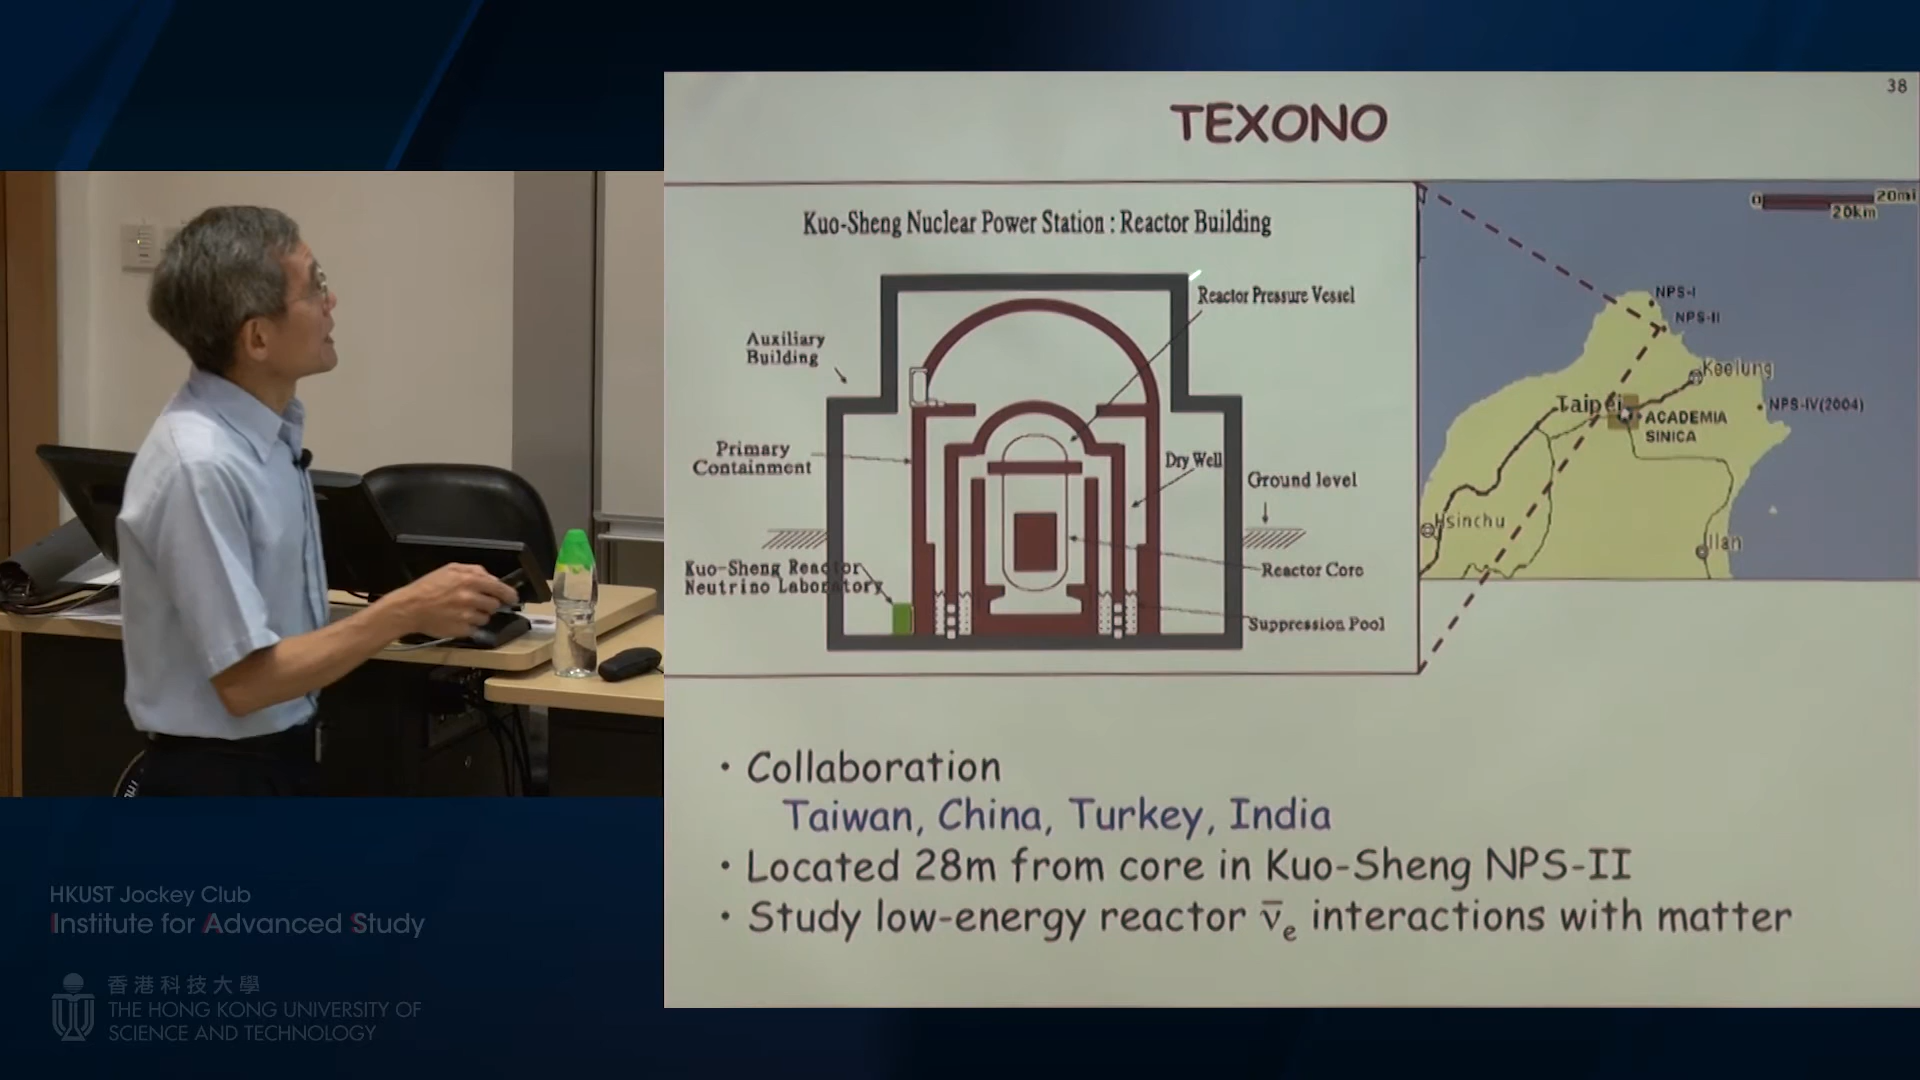 38
TEXONO
Kuo-Sheng Nuclear Power Station : Reactor Building
Reactor Pressure Vessel
Auxiliary
Building
Primary
Containment
Dry Well
Ground level
Kuo-Sheng Reactor
Neutrino Laboratory
Reactor Core
Suppression Pool
0
20mi
20km
NPS-I
NPS-II
Keelung
Taipei
NPS-IV(2004)
ACADEMIA
SINICA
Hsinchu
Ilan
• Collaboration
Taiwan, China, Turkey, India
• Located 28m from core in Kuo-Sheng NPS-II
• Study low-energy reactor ν̅e interactions with matter
HKUST Jockey Club
Institute for Advanced Study
香港科技大學
THE HONG KONG UNIVERSITY OF
SCIENCE AND TECHNOLOGY